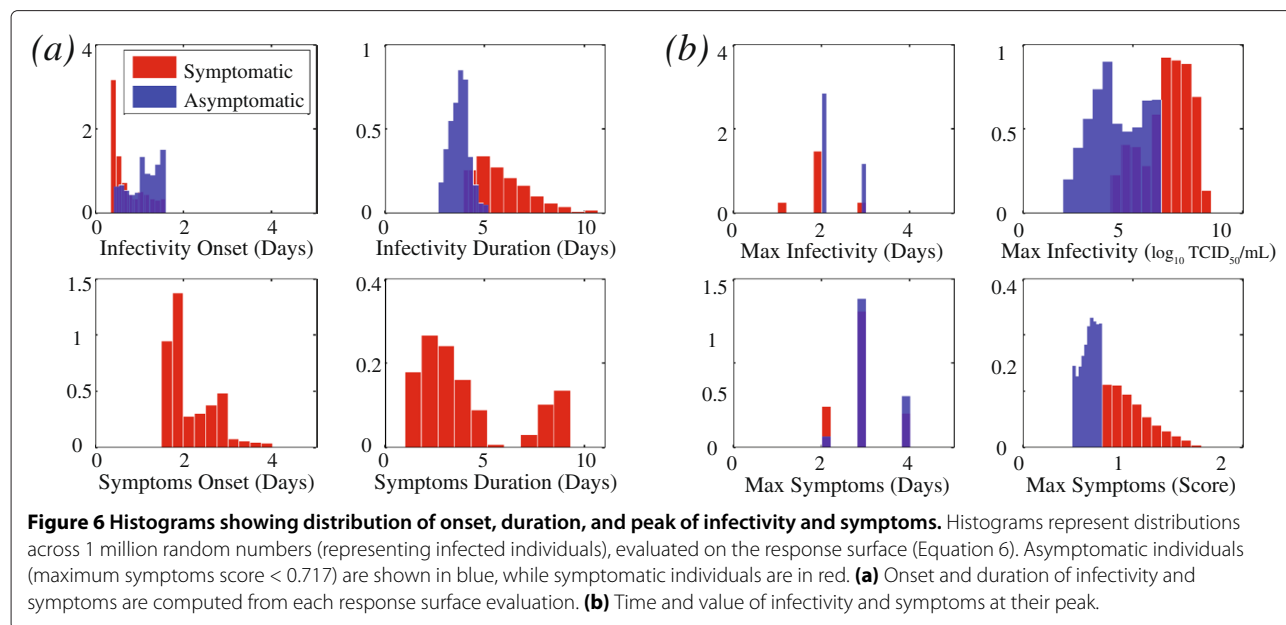 (a)
4
2
0
Symptomatic
Asymptomatic
0 2 4
Infectivity Onset (Days)
1
0.5
0
0 5 10
Infectivity Duration (Days)
(b)
4
2
0
0 2 4
Max Infectivity (Days)
1
0.5
0
0 5 10
Max Infectivity (log₁₀ TCID₅₀/mL)
1.5
1
0.5
0
0 2 4
Symptoms Onset (Days)
0.4
0.2
0
0 5 10
Symptoms Duration (Days)
1.5
1
0.5
0
0 2 4
Max Symptoms (Days)
0.4
0.2
0
0 1 2
Max Symptoms (Score)
Figure 6 Histograms showing distribution of onset, duration, and peak of infectivity and symptoms. Histograms represent distributions
across 1 million random numbers (representing infected individuals), evaluated on the response surface (Equation 6). Asymptomatic individuals
(maximum symptoms score < 0.717) are shown in blue, while symptomatic individuals are in red. (a) Onset and duration of infectivity and
symptoms are computed from each response surface evaluation. (b) Time and value of infectivity and symptoms at their peak.